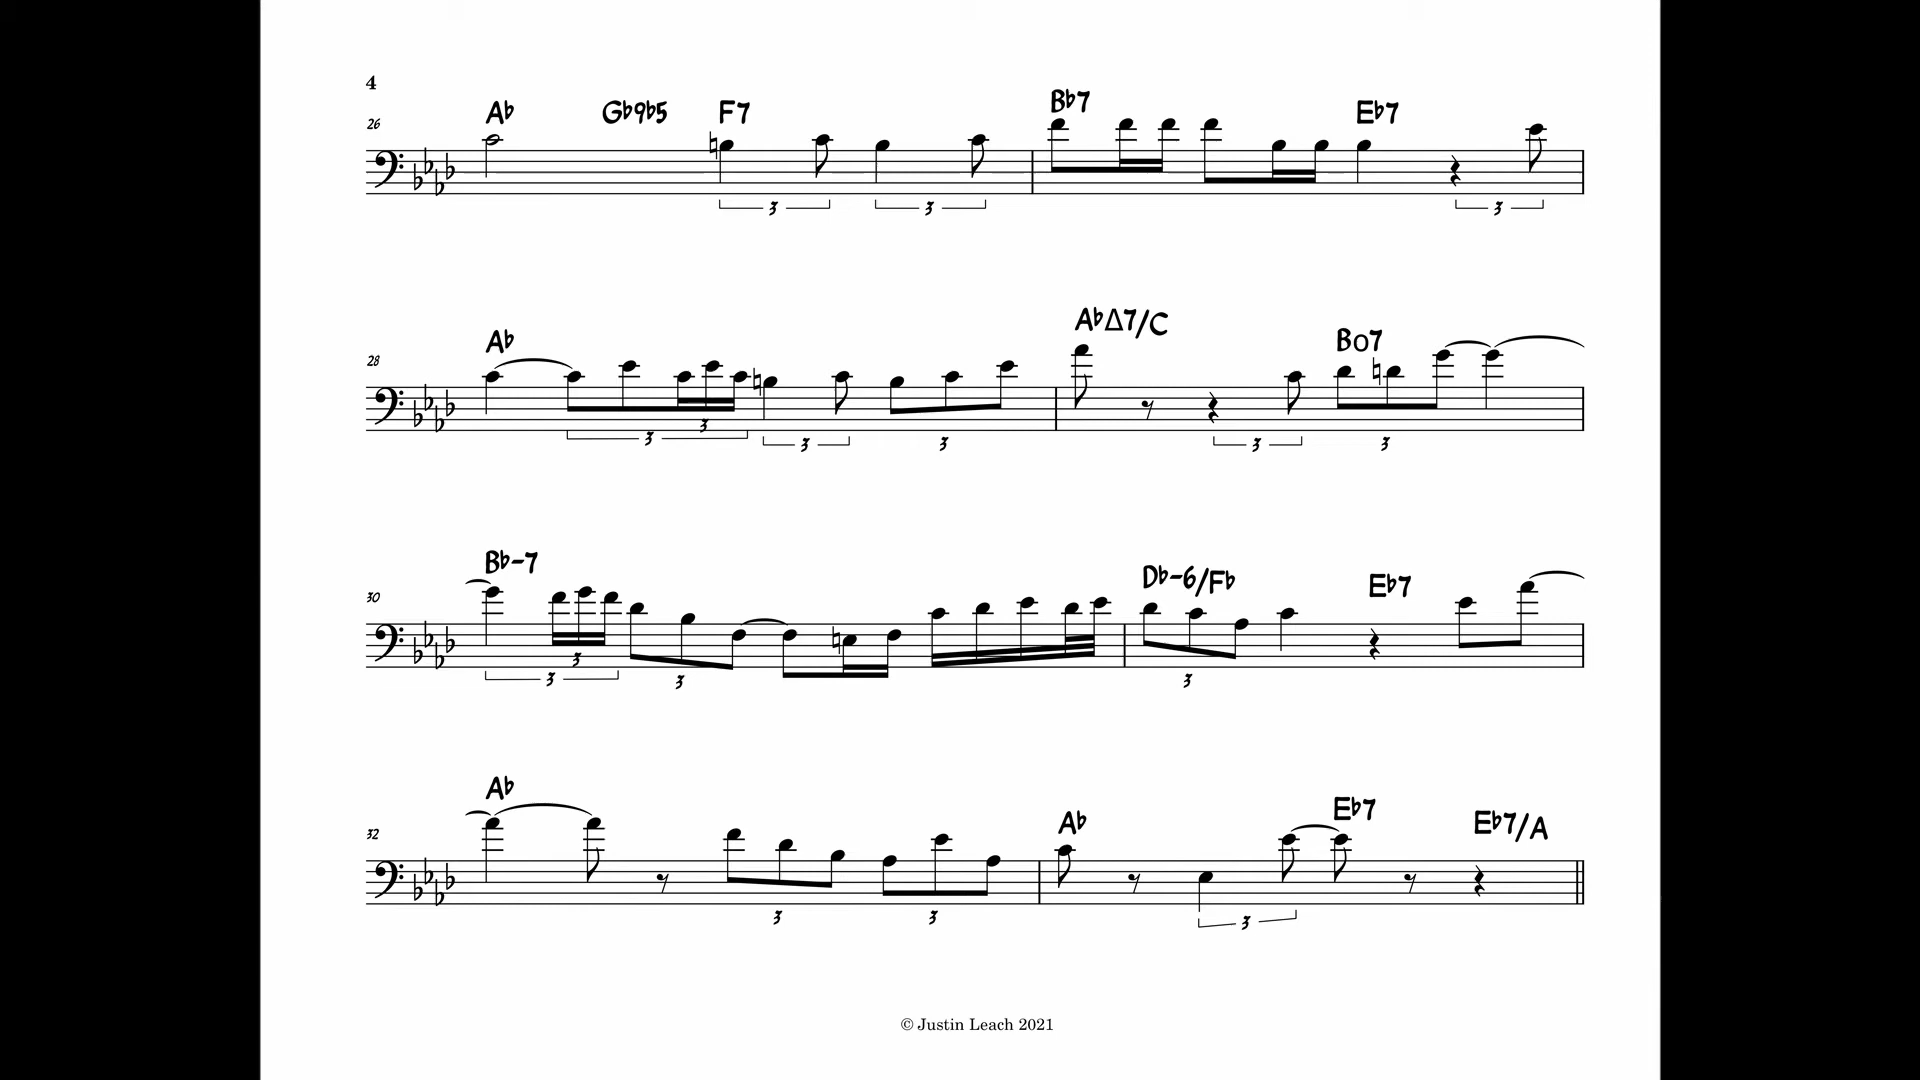 4
A♭ G♭9♭5 F7 B♭7 E♭7
26
3 3 3
A♭ A♭Δ7/C Bo7
28
3 3 3 3 3 3
B♭-7 D♭-6/F♭ E♭7
30
3 3 3 3
A♭ A♭ E♭7 E♭7/A
32
3 3 3
© Justin Leach 2021